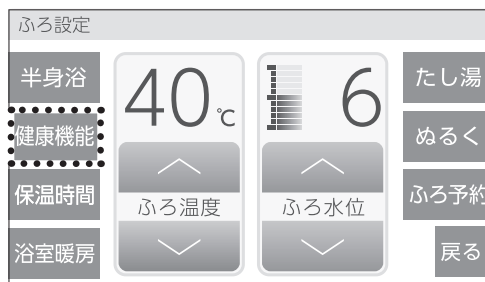 ふろ設定
半身浴
健康機能
保温時間
浴室暖房
40℃
ふろ温度
6
ふろ水位
たし湯
ぬるく
ふろ予約
戻る